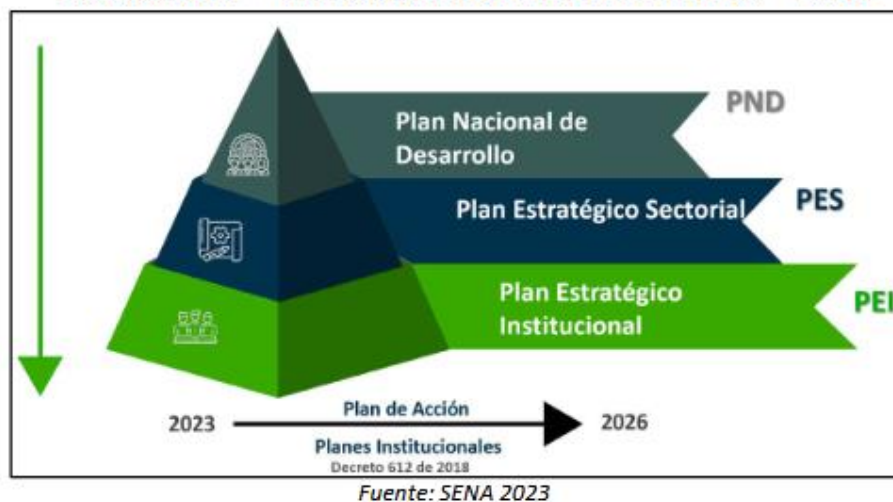 PND
Plan Nacional de
Desarrollo
Plan Estratégico Sectorial
PES
Plan Estratégico
Institucional
PEI
2023
Plan de Acción
2026
Planes Institucionales
Decreto 612 de 2018
Fuente: SENA 2023